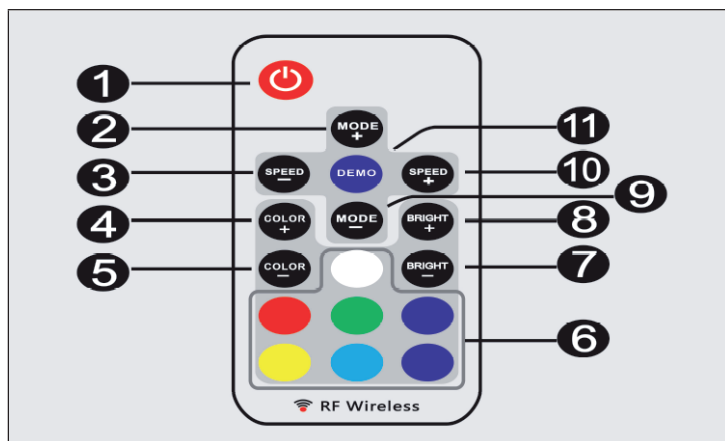 1
2 MODE + 11
3 SPEED − DEMO SPEED + 10
9
4 COLOR + MODE − BRIGHT + 8
5 COLOR − BRIGHT − 7
6
RF Wireless